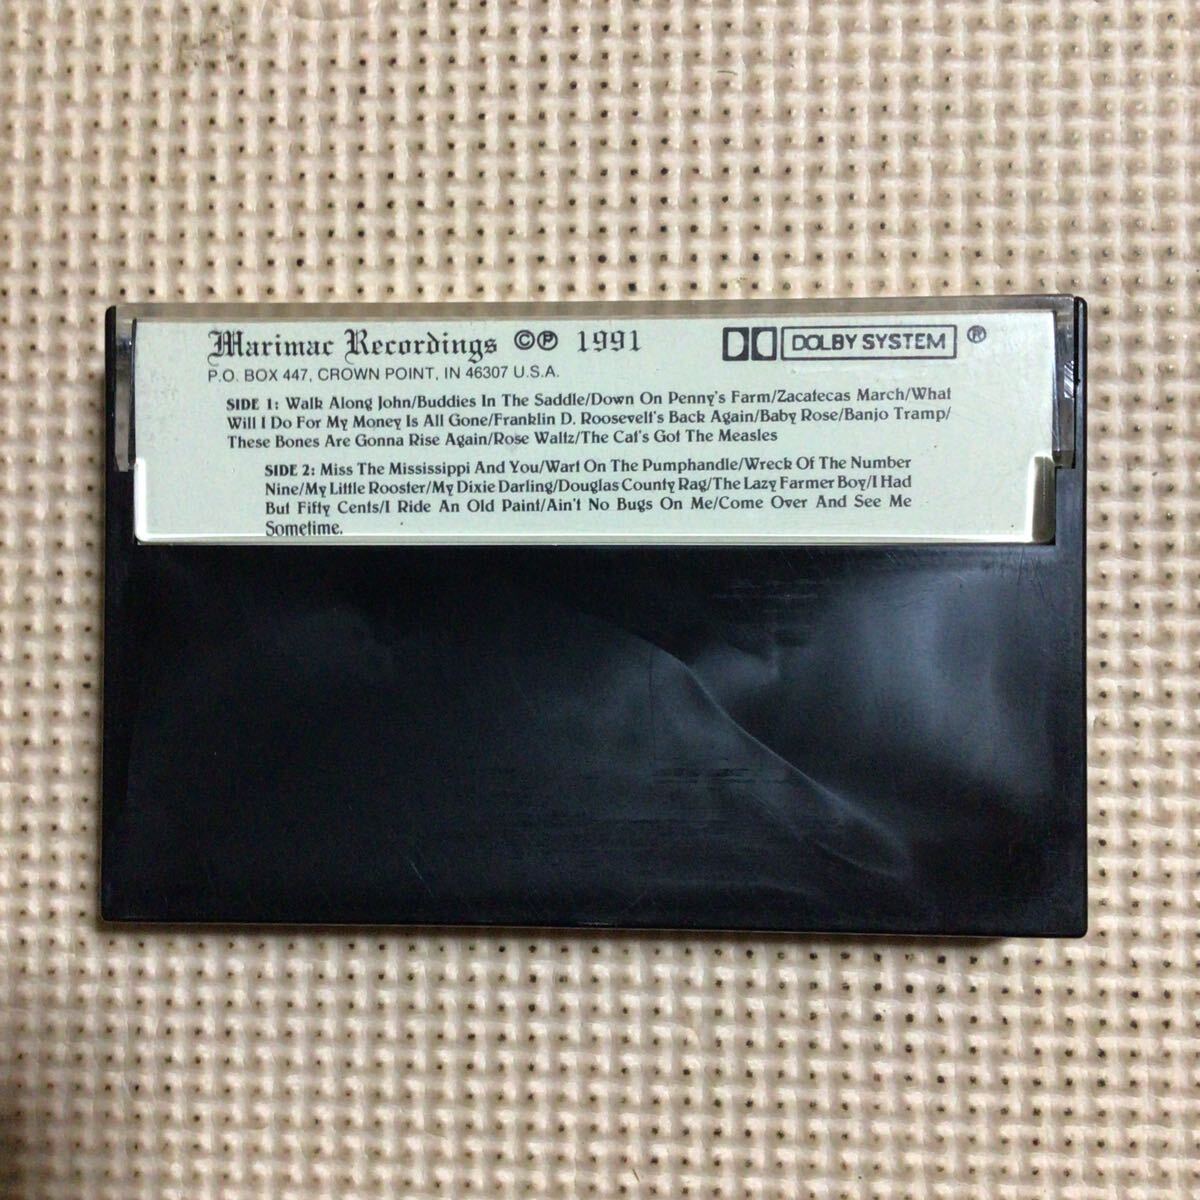 Marimac Recordings ©℗ 1991
DOLBY SYSTEM ®
P.O. BOX 447, CROWN POINT, IN 46307 U.S.A.
SIDE 1: Walk Along John/Buddies In The Saddle/Down On Penny's Farm/Zacatecas March/What
Will I Do For My Money Is All Gone/Franklin D. Roosevelt's Back Again/Baby Rose/Banjo Tramp/
These Bones Are Gonna Rise Again/Rose Waltz/The Cat's Got The Measles
SIDE 2: Miss The Mississippi And You/Wart On The Pumphandle/Wreck Of The Number
Nine/My Little Rooster/My Dixie Darling/Douglas County Rag/The Lazy Farmer Boy/I Had
But Fifty Cents/I Ride An Old Paint/Ain't No Bugs On Me/Come Over And See Me
Sometime.